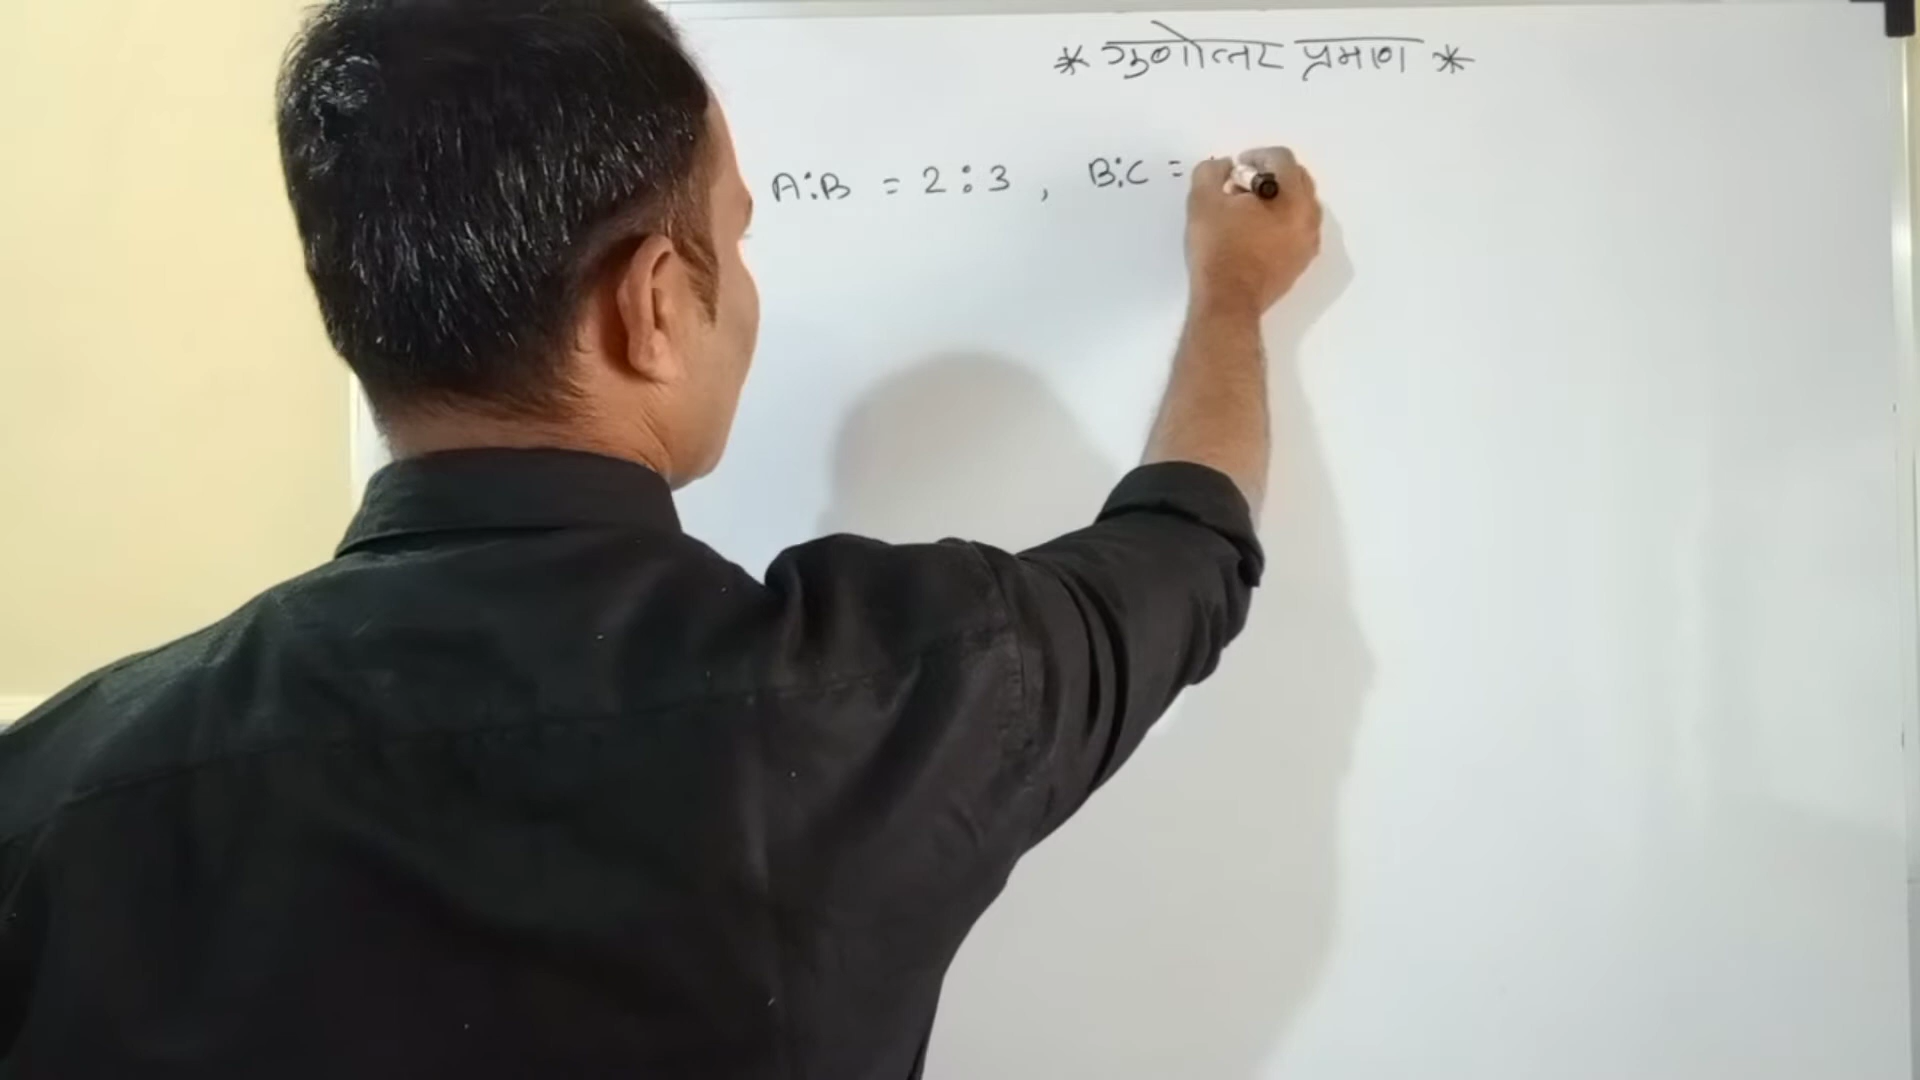 * गुणोत्तर प्रमाण *
A:B = 2:3 , B:C =